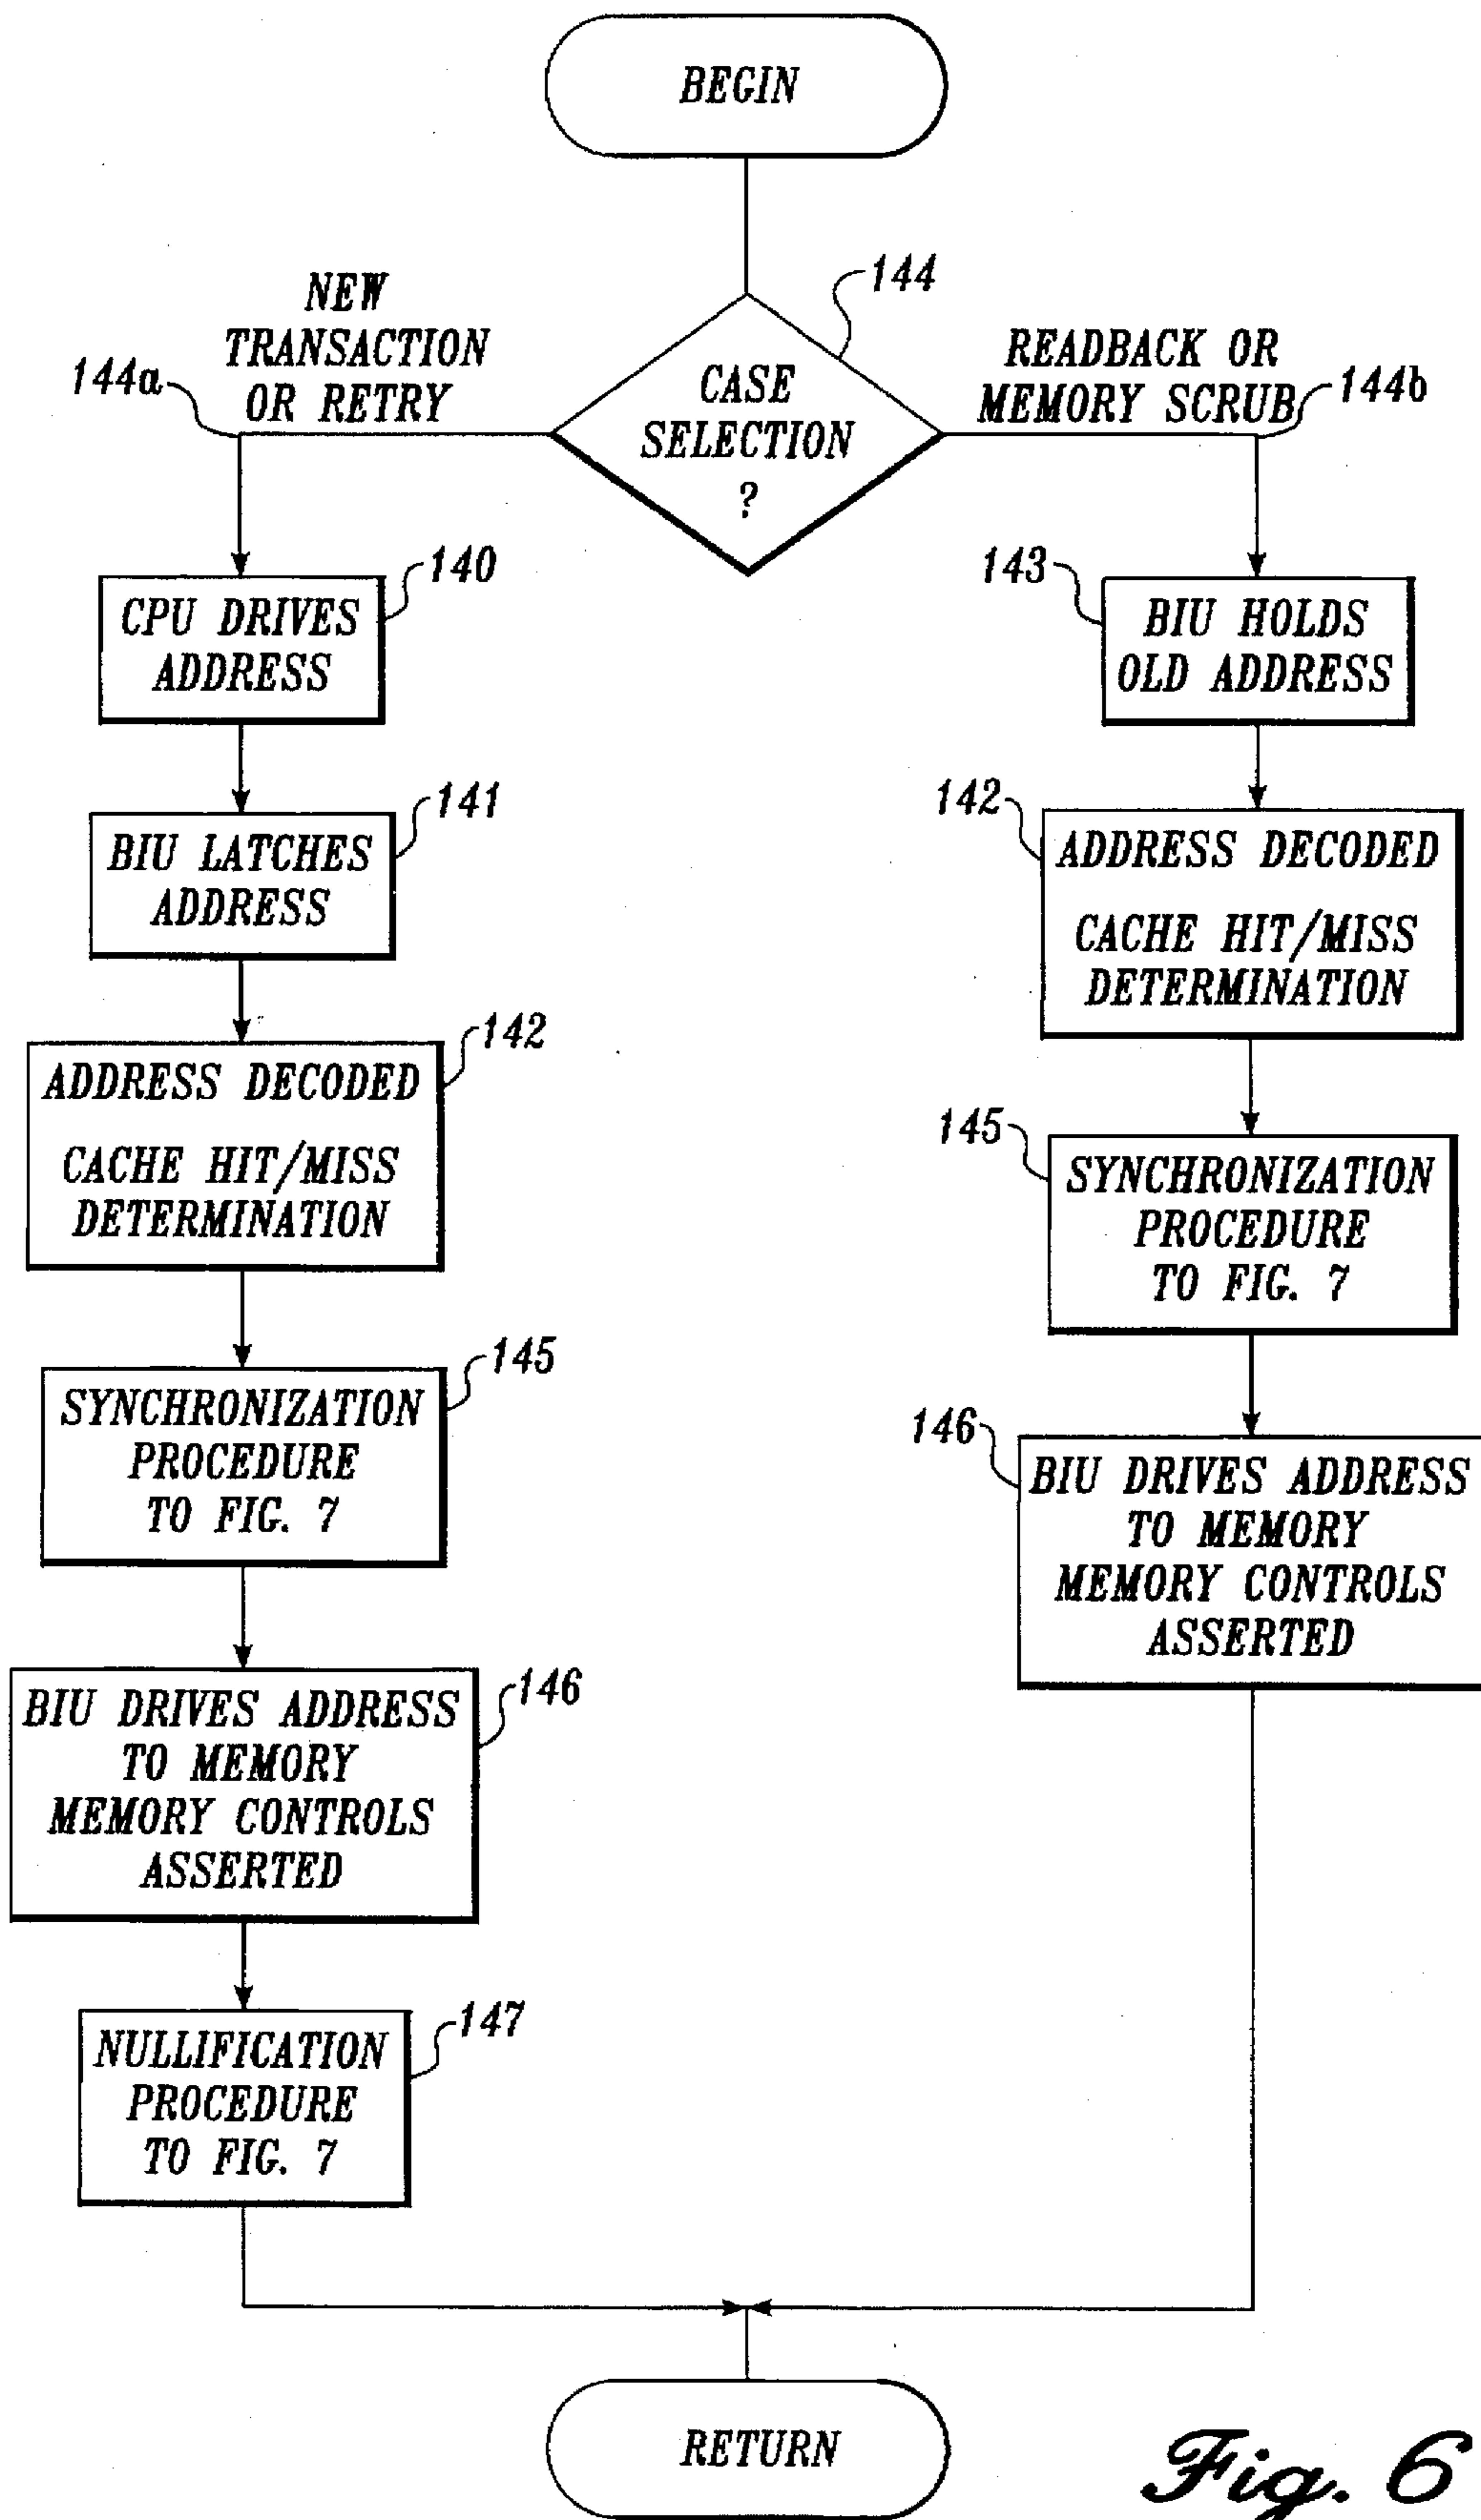 BEGIN
144
NEW
TRANSACTION
OR RETRY
144a
CASE
SELECTION
?
READBACK OR
MEMORY SCRUB
144b
140
CPU DRIVES
ADDRESS
141
BIU LATCHES
ADDRESS
142
ADDRESS DECODED
CACHE HIT/MISS
DETERMINATION
145
SYNCHRONIZATION
PROCEDURE
TO FIG. 7
146
BIU DRIVES ADDRESS
TO MEMORY
MEMORY CONTROLS
ASSERTED
147
NULLIFICATION
PROCEDURE
TO FIG. 7
143
BIU HOLDS
OLD ADDRESS
142
ADDRESS DECODED
CACHE HIT/MISS
DETERMINATION
145
SYNCHRONIZATION
PROCEDURE
TO FIG. 7
146
BIU DRIVES ADDRESS
TO MEMORY
MEMORY CONTROLS
ASSERTED
RETURN
Fig. 6